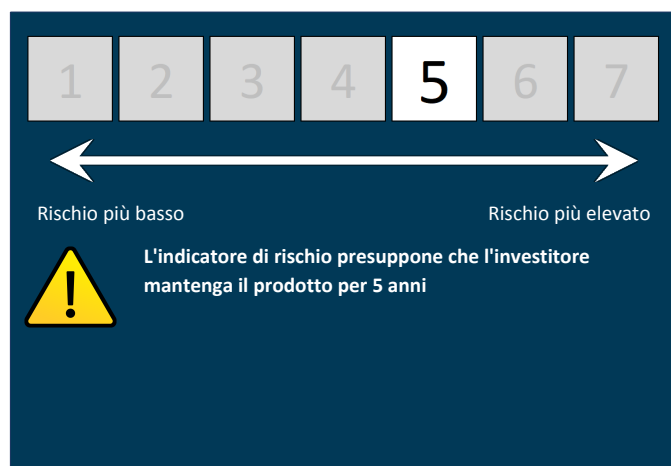 1 2 3 4 5 6 7
Rischio più basso Rischio più elevato
L'indicatore di rischio presuppone che l'investitore
mantenga il prodotto per 5 anni